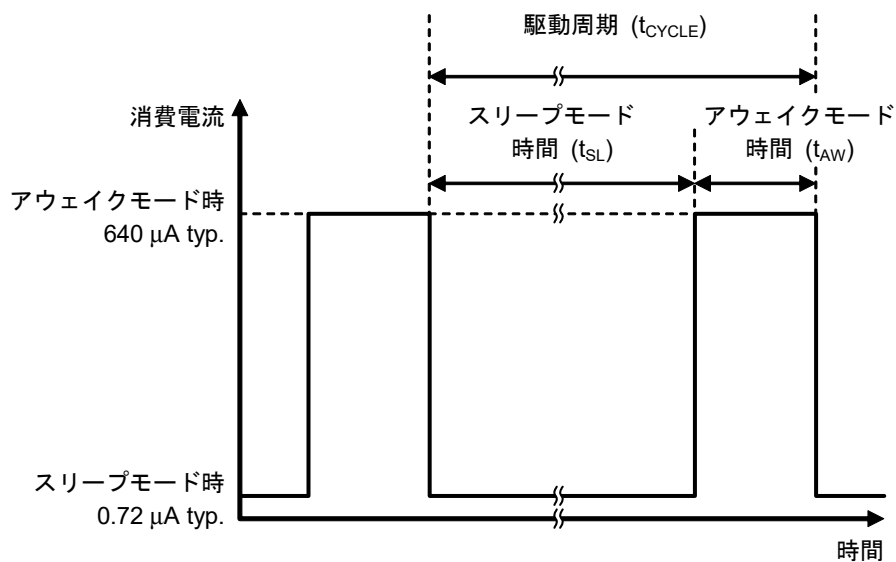 駆動周期 (tCYCLE)
消費電流
スリープモード
時間 (tSL)
アウェイクモード
時間 (tAW)
アウェイクモード時
640 μA typ.
スリープモード時
0.72 μA typ.
時間